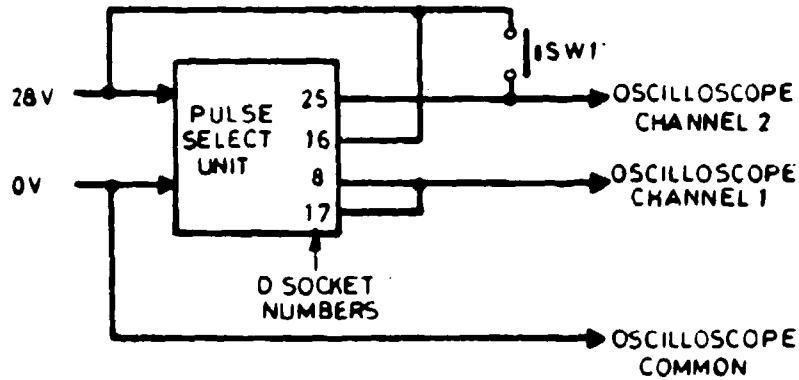 SW1
28V
PULSE
SELECT
UNIT
25
16
8
17
OSCILLOSCOPE
CHANNEL 2
0V
OSCILLOSCOPE
CHANNEL 1
D SOCKET
NUMBERS
OSCILLOSCOPE
COMMON